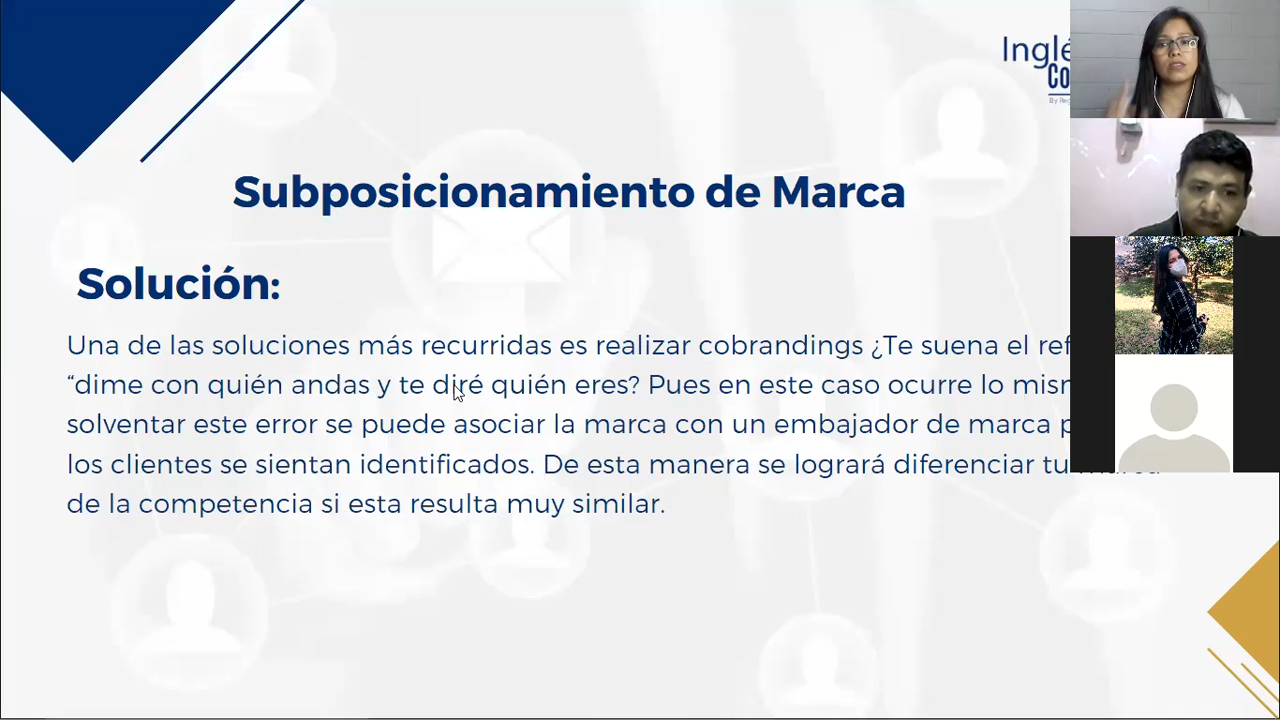 Subposicionamiento de Marca
Solución:
Una de las soluciones más recurridas es realizar cobrandings ¿Te suena el
“dime con quién andas y te diré quién eres? Pues en este caso ocurre lo
solventar este error se puede asociar la marca con un embajador de marca
los clientes se sientan identificados. De esta manera se logrará diferenciar tu
de la competencia si esta resulta muy similar.